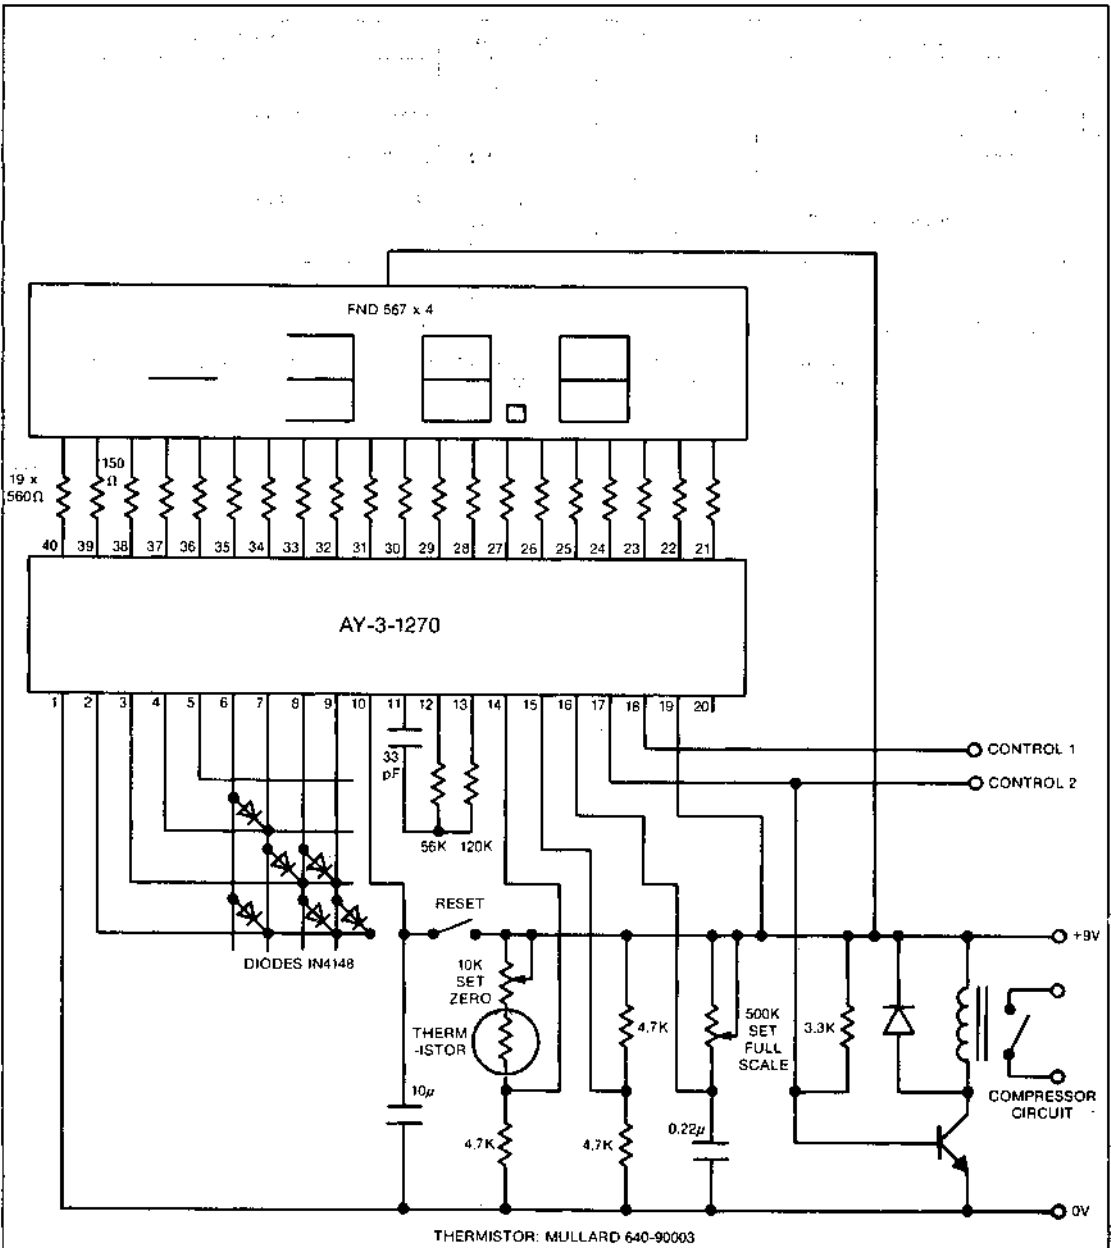 FND 567 x 4
19 x
560Ω
150
Ω
40 39 38 37 36 35 34 33 32 31 30 29 28 27 26 25 24 23 22 21
AY-3-1270
1 2 3 4 5 6 7 8 9 10 11 12 13 14 15 16 17 18 19 20
33
pF
CONTROL 1
CONTROL 2
56K 120K
RESET
+9V
DIODES IN4148
10K
SET
ZERO
THERM
-ISTOR
4.7K
500K
SET
FULL
SCALE
3.3K
10μ
COMPRESSOR
CIRCUIT
4.7K
4.7K
0.22μ
0V
THERMISTOR: MULLARD 640-90003